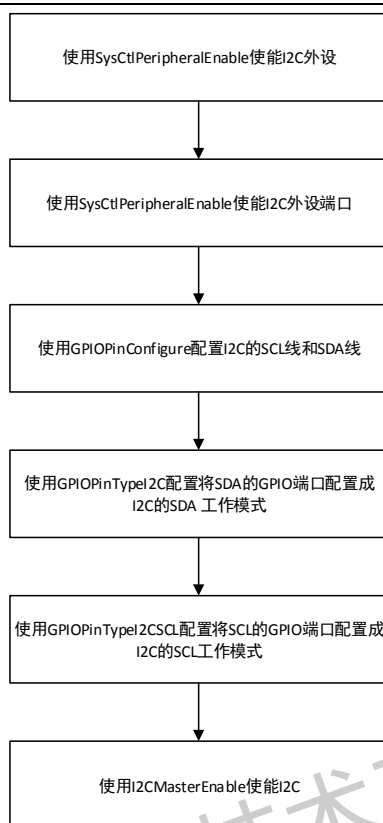 使用SysCtlPeripheralEnable使能I2C外设
使用SysCtlPeripheralEnable使能I2C外设端口
使用GPIOPinConfigure配置I2C的SCL线和SDA线
使用GPIOPinTypeI2C配置将SDA的GPIO端口配置成
I2C的SDA 工作模式
使用GPIOPinTypeI2CSCL配置将SCL的GPIO端口配置成
I2C的SCL工作模式
使用I2CMasterEnable使能I2C
技术